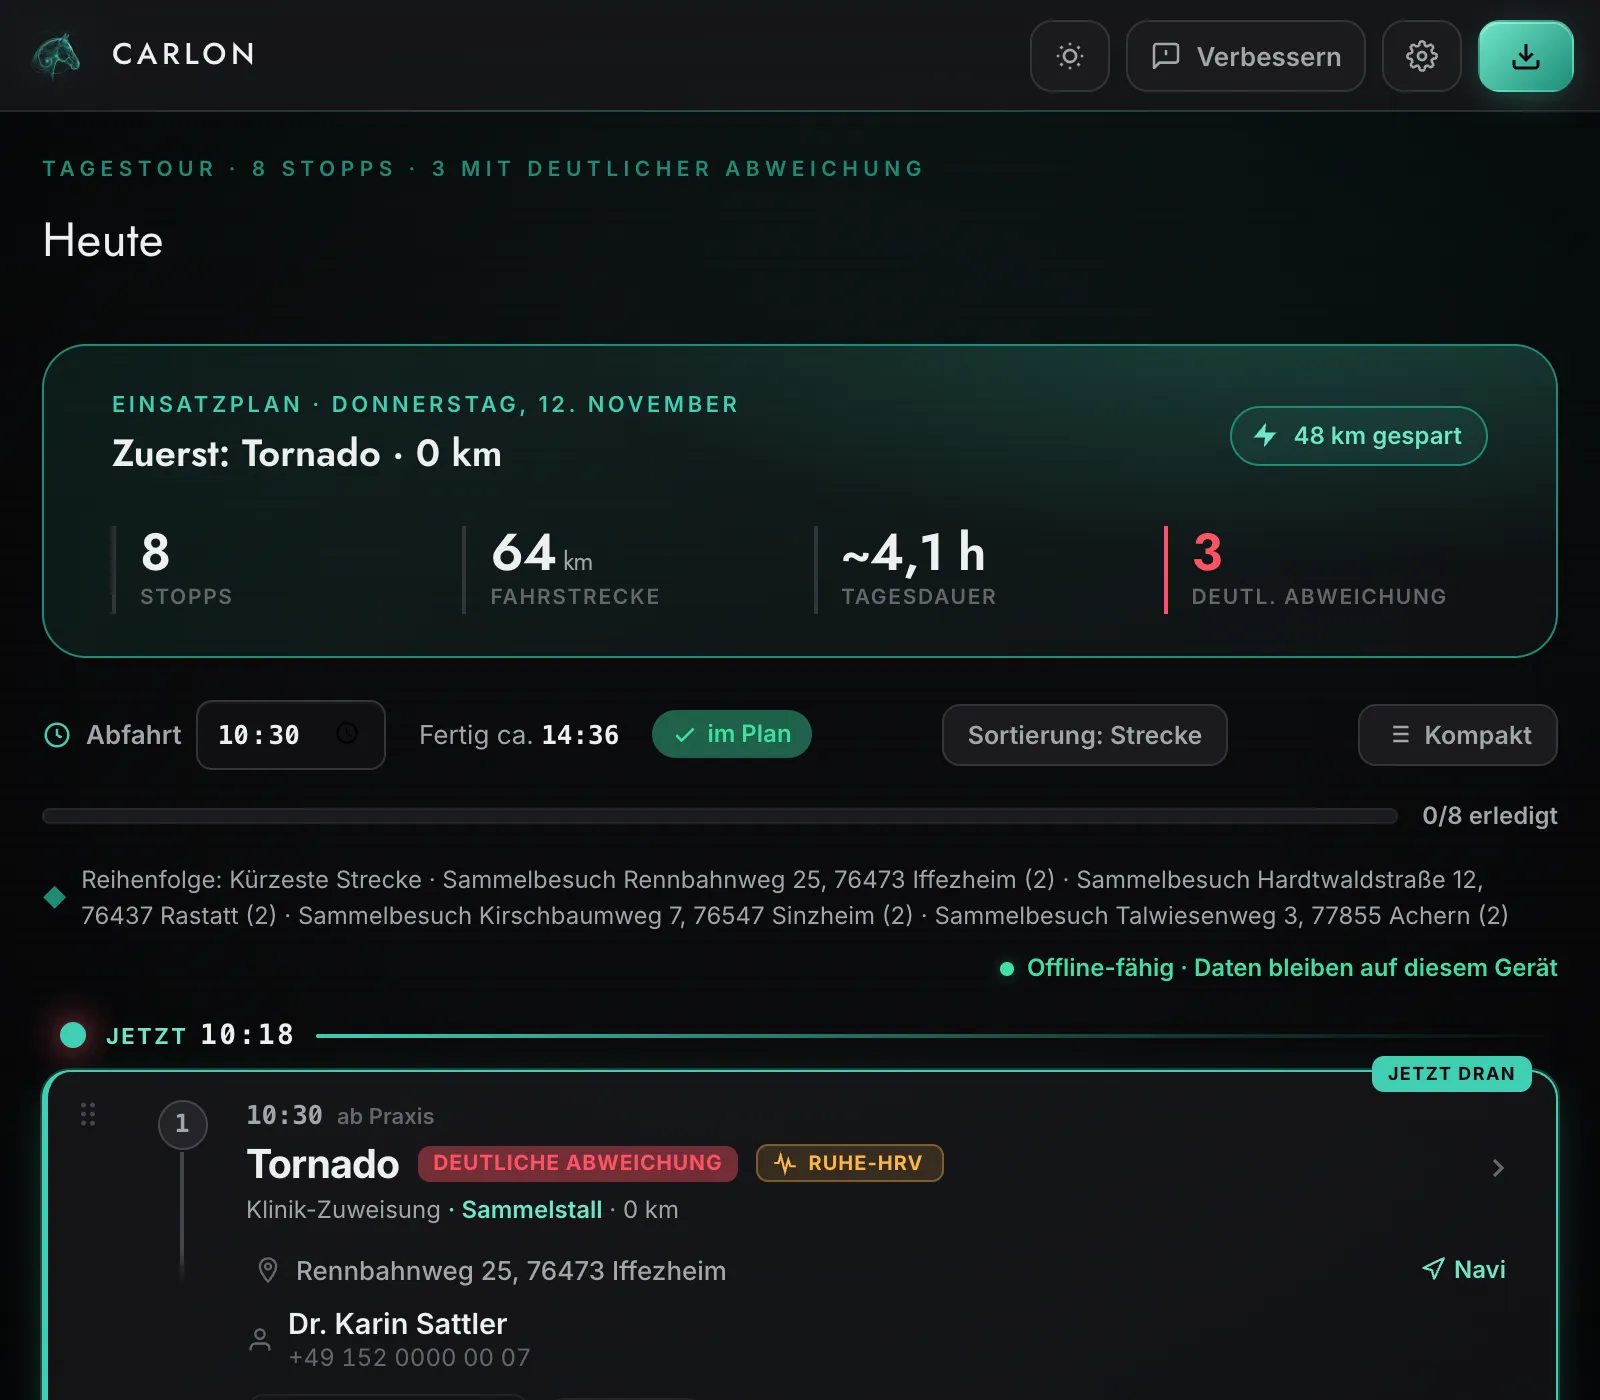 CARLON
Verbessern
TAGESTOUR · 8 STOPPS · 3 MIT DEUTLICHER ABWEICHUNG
Heute
EINSATZPLAN · DONNERSTAG, 12. NOVEMBER
Zuerst: Tornado · 0 km
48 km gespart
8
STOPPS
64 km
FAHRSTRECKE
~4,1 h
TAGESDAUER
3
DEUTL. ABWEICHUNG
Abfahrt 10:30 Fertig ca. 14:36 im Plan Sortierung: Strecke Kompakt
0/8 erledigt
Reihenfolge: Kürzeste Strecke · Sammelbesuch Rennbahnweg 25, 76473 Iffezheim (2) · Sammelbesuch Hardtwaldstraße 12,
76437 Rastatt (2) · Sammelbesuch Kirschbaumweg 7, 76547 Sinzheim (2) · Sammelbesuch Talwiesenweg 3, 77855 Achern (2)
Offline-fähig · Daten bleiben auf diesem Gerät
JETZT 10:18
JETZT DRAN
1
10:30 ab Praxis
Tornado DEUTLICHE ABWEICHUNG RUHE-HRV
Klinik-Zuweisung · Sammelstall · 0 km
Rennbahnweg 25, 76473 Iffezheim
Navi
Dr. Karin Sattler
+49 152 0000 00 07